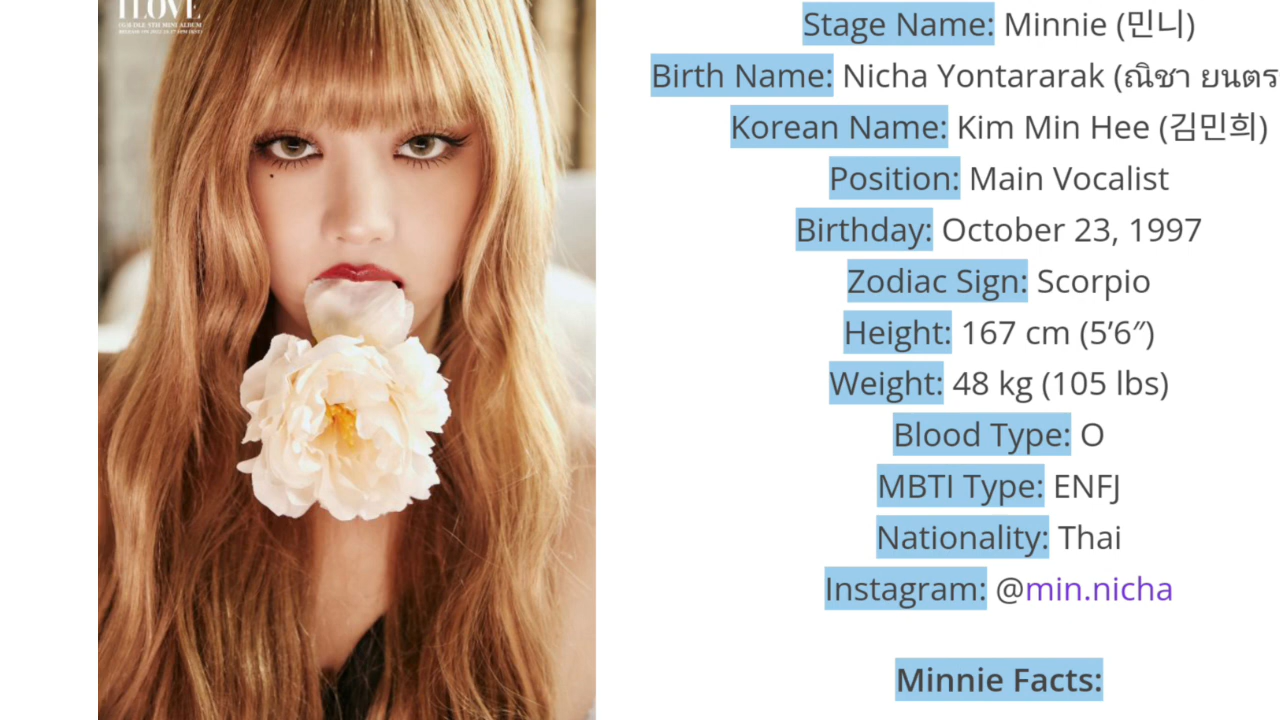 I LOVE
Stage Name: Minnie (민니)
Birth Name: Nicha Yontararak (ณิชา ยนตร
Korean Name: Kim Min Hee (김민희)
Position: Main Vocalist
Birthday: October 23, 1997
Zodiac Sign: Scorpio
Height: 167 cm (5’6″)
Weight: 48 kg (105 lbs)
Blood Type: O
MBTI Type: ENFJ
Nationality: Thai
Instagram: @min.nicha
Minnie Facts: